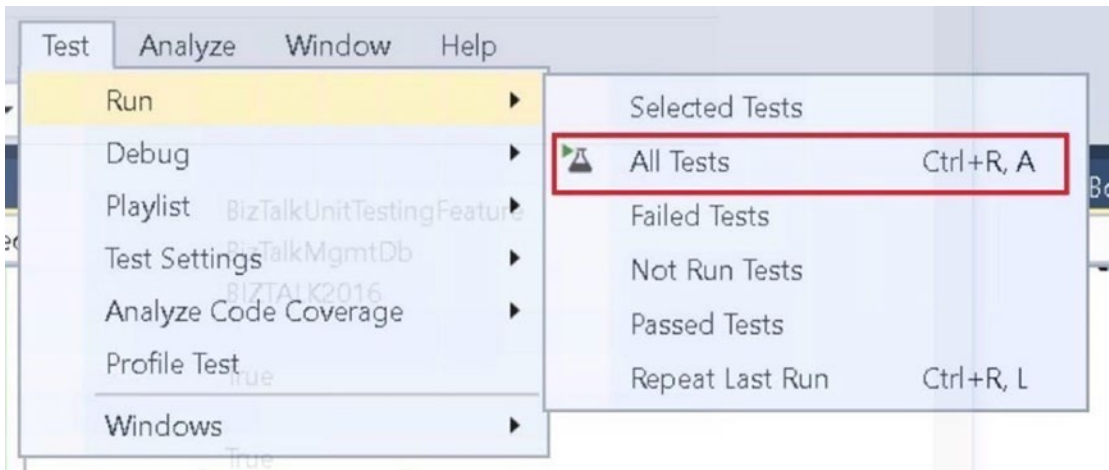 Test Analyze Window Help
Run
Debug
Playlist
Test Settings
Analyze Code Coverage
Profile Test
Windows
Selected Tests
All Tests Ctrl+R, A
Failed Tests
Not Run Tests
Passed Tests
Repeat Last Run Ctrl+R, L
BizTalkUnitTestingFeature
BizTalkMgmtDb
BIZTALK2016
True
True